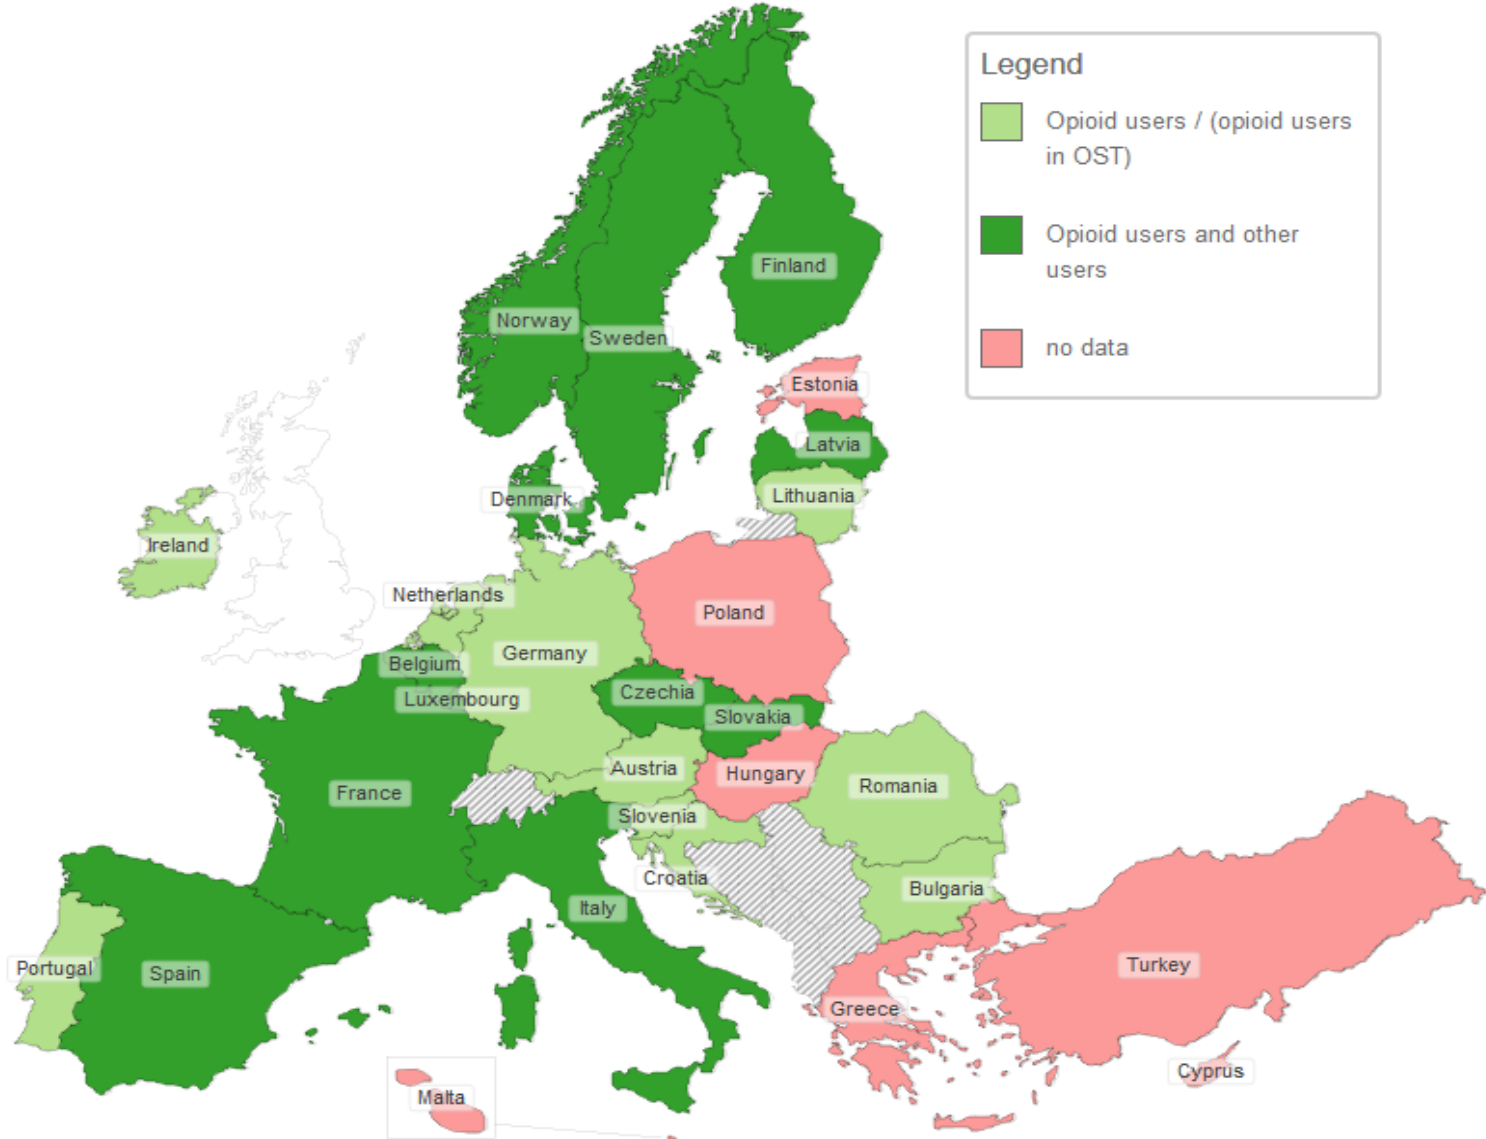 Legend
Opioid users / (opioid users
in OST)
Opioid users and other
users
no data
Finland
Norway
Sweden
Estonia
Latvia
Lithuania
Denmark
Ireland
Netherlands
Poland
Germany
Belgium
Czechia
Luxembourg
Slovakia
Austria
Hungary
Romania
France
Slovenia
Croatia
Bulgaria
Italy
Portugal
Spain
Turkey
Greece
Cyprus
Malta